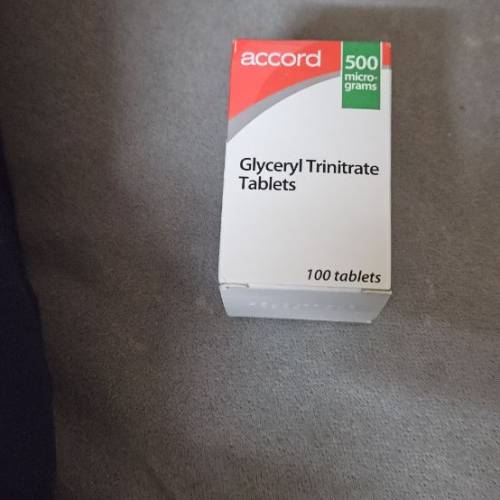 accord
500
micro-
grams
Glyceryl Trinitrate
Tablets
100 tablets